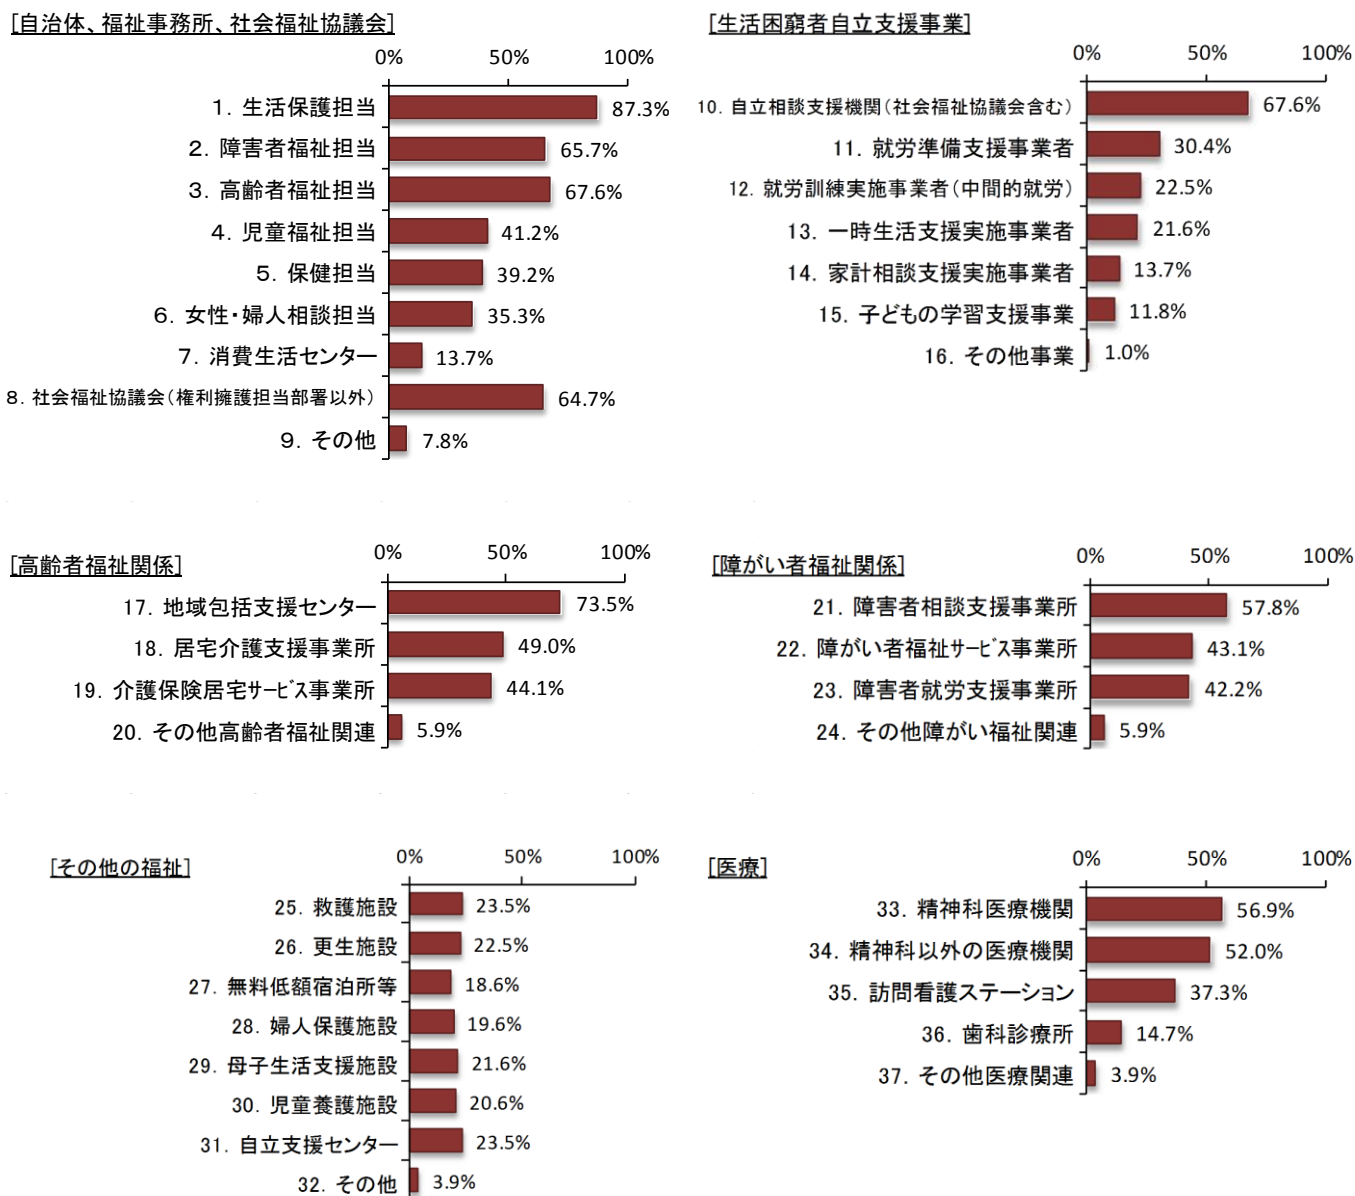 [自治体、福祉事務所、社会福祉協議会]
0% 50% 100%
1. 生活保護担当 87.3%
2. 障害者福祉担当 65.7%
3. 高齢者福祉担当 67.6%
4. 児童福祉担当 41.2%
5. 保健担当 39.2%
6. 女性・婦人相談担当 35.3%
7. 消費生活センター 13.7%
8. 社会福祉協議会(権利擁護担当部署以外) 64.7%
9. その他 7.8%
[生活困窮者自立支援事業]
0% 50% 100%
10. 自立相談支援機関(社会福祉協議会含む) 67.6%
11. 就労準備支援事業者 30.4%
12. 就労訓練実施事業者(中間的就労) 22.5%
13. 一時生活支援実施事業者 21.6%
14. 家計相談支援実施事業者 13.7%
15. 子どもの学習支援事業 11.8%
16. その他事業 1.0%
[高齢者福祉関係]
0% 50% 100%
17. 地域包括支援センター 73.5%
18. 居宅介護支援事業所 49.0%
19. 介護保険居宅サービス事業所 44.1%
20. その他高齢者福祉関連 5.9%
[障がい者福祉関係]
0% 50% 100%
21. 障害者相談支援事業所 57.8%
22. 障がい者福祉サービス事業所 43.1%
23. 障害者就労支援事業所 42.2%
24. その他障がい福祉関連 5.9%
[その他の福祉]
0% 50% 100%
25. 救護施設 23.5%
26. 更生施設 22.5%
27. 無料低額宿泊所等 18.6%
28. 婦人保護施設 19.6%
29. 母子生活支援施設 21.6%
30. 児童養護施設 20.6%
31. 自立支援センター 23.5%
32. その他 3.9%
[医療]
0% 50% 100%
33. 精神科医療機関 56.9%
34. 精神科以外の医療機関 52.0%
35. 訪問看護ステーション 37.3%
36. 歯科診療所 14.7%
37. その他医療関連 3.9%